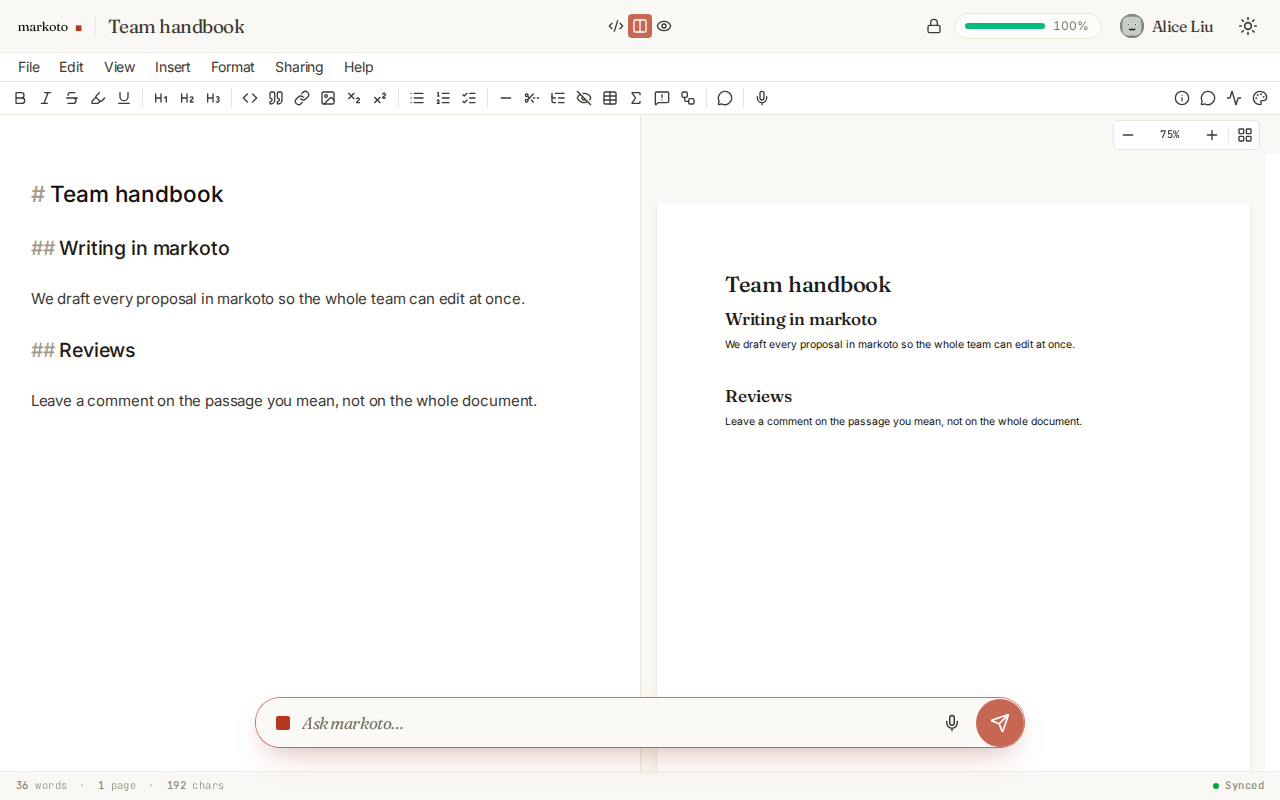 markoto
Team handbook
100%
Alice Liu
File Edit View Insert Format Sharing Help
H1 H2 H3
75%
# Team handbook
## Writing in markoto
We draft every proposal in markoto so the whole team can edit at once.
## Reviews
Leave a comment on the passage you mean, not on the whole document.
Team handbook
Writing in markoto
We draft every proposal in markoto so the whole team can edit at once.
Reviews
Leave a comment on the passage you mean, not on the whole document.
Ask markoto...
36 words · 1 page · 192 chars
Synced